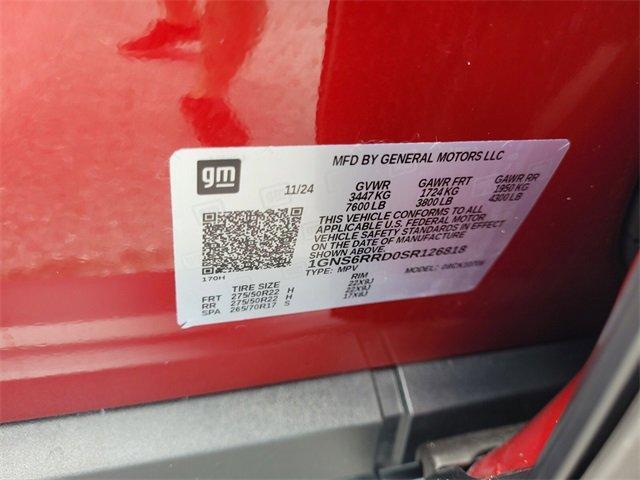 gm
MFD BY GENERAL MOTORS LLC
11/24 GVWR GAWR FRT GAWR RR
3447 KG 1724 KG 1950 KG
7600 LB 3800 LB 4300 LB
THIS VEHICLE CONFORMS TO ALL
APPLICABLE U.S. FEDERAL MOTOR
VEHICLE SAFETY STANDARDS IN EFFECT
ON THE DATE OF MANUFACTURE
SHOWN ABOVE.
1GNS6RRD0SR126818
170H
TYPE: MPV MODEL:
TIRE SIZE RIM
FRT 275/50R22 H 22X9J
RR 275/50R22 H 22X9J
SPA 265/70R17 S 17X8J